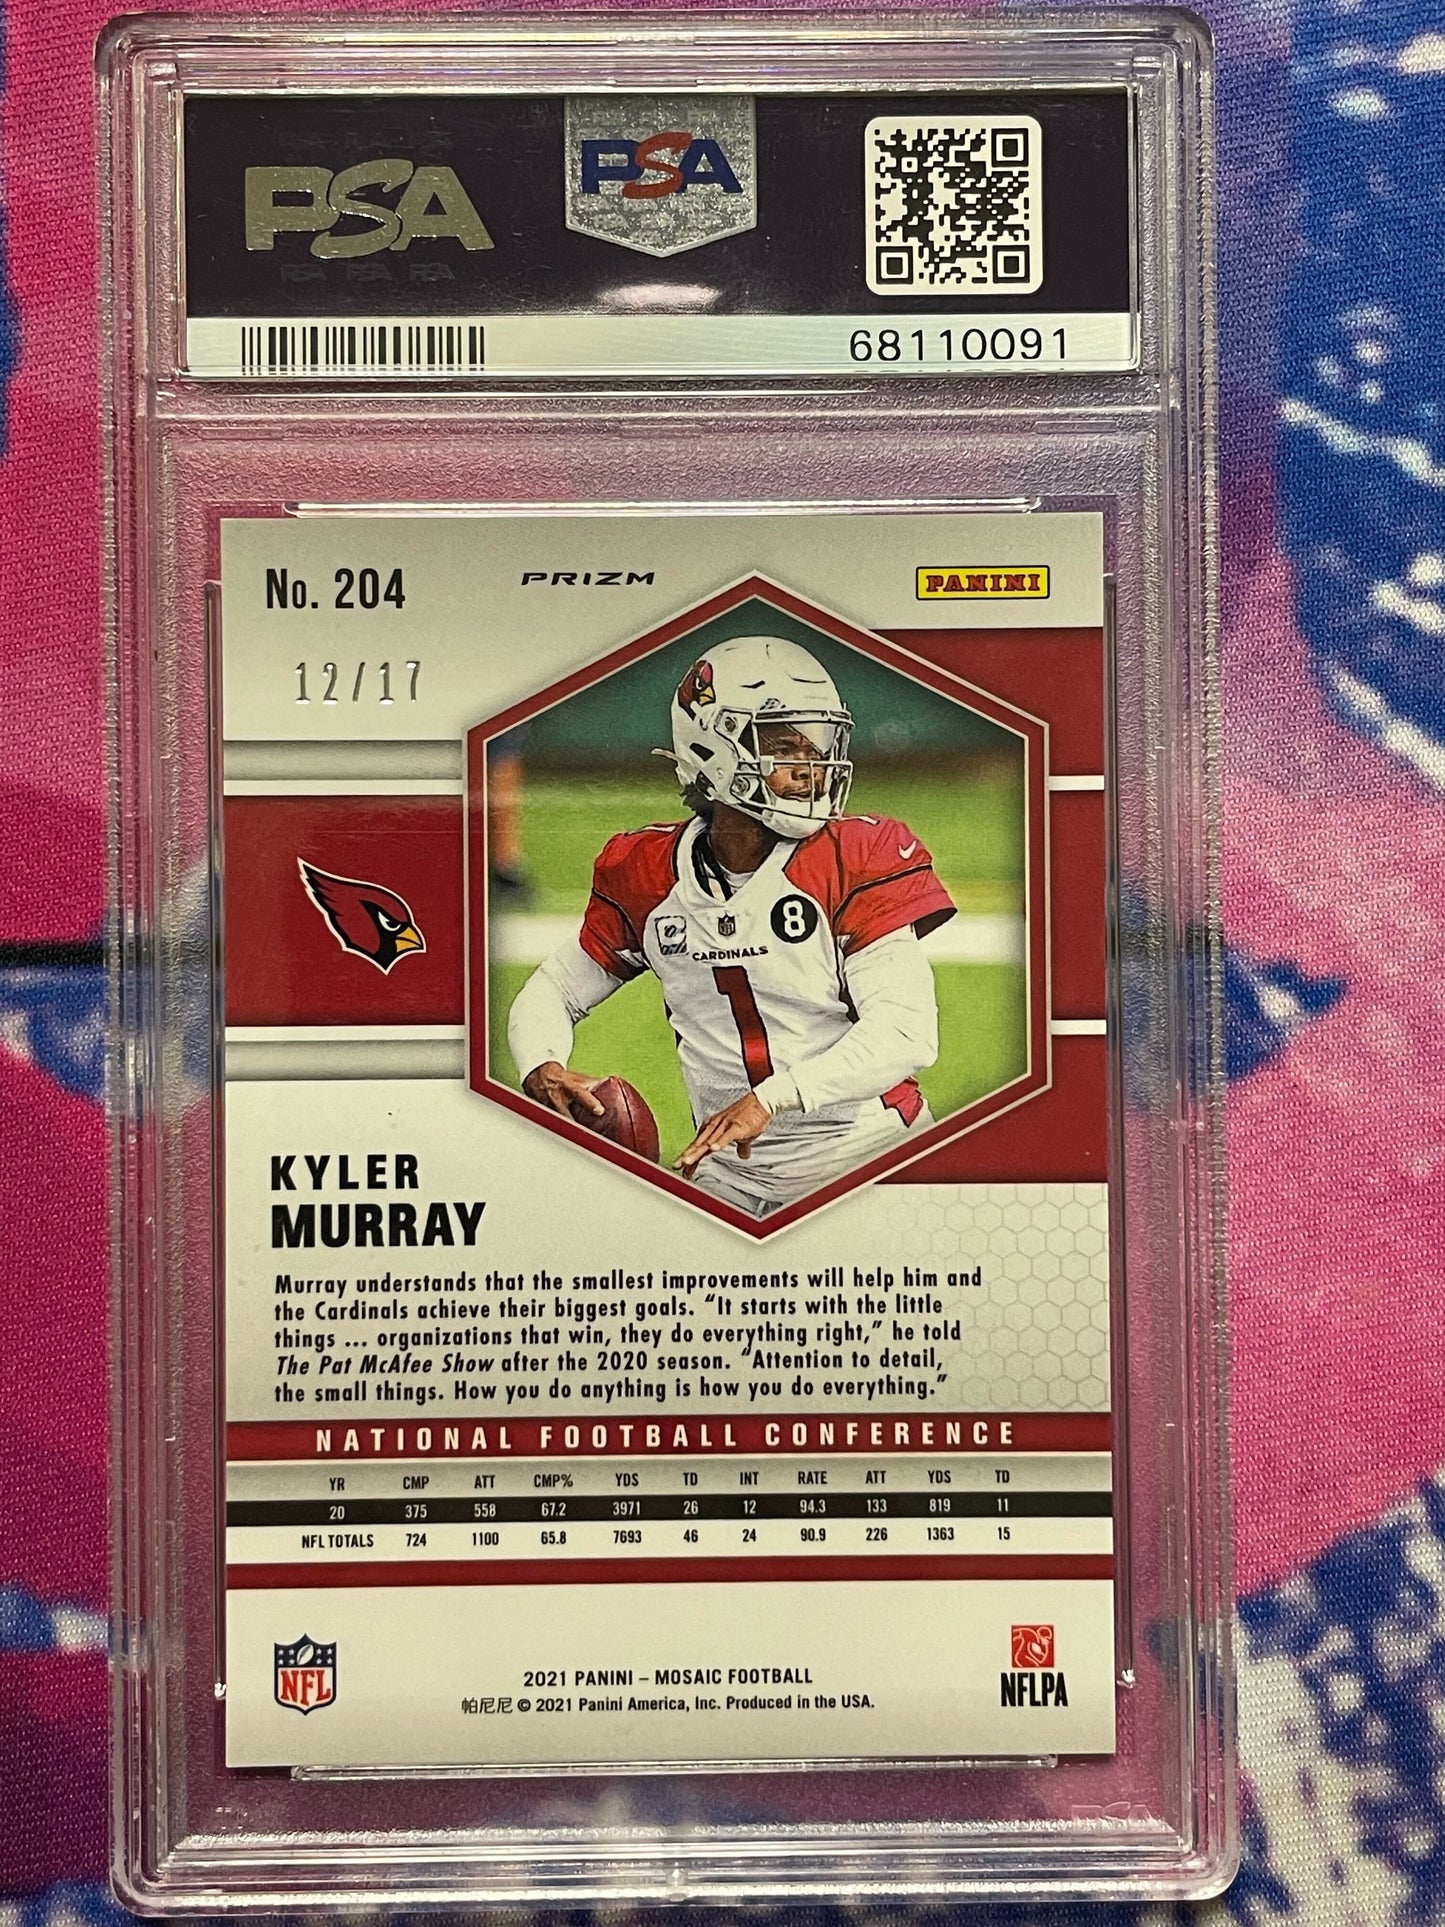 PSA
PSA
PSA PSA PSA
68110091
No. 204
PRIZM
PANINI
12/17
1
8
CARDINALS
1
KYLER
MURRAY
Murray understands that the smallest improvements will help him and
the Cardinals achieve their biggest goals. “It starts with the little
things ... organizations that win, they do everything right,” he told
The Pat McAfee Show after the 2020 season. “Attention to detail,
the small things. How you do anything is how you do everything.”
NATIONAL FOOTBALL CONFERENCE
YR CMP ATT CMP% YDS TD INT RATE ATT YDS TD
20 375 558 67.2 3971 26 12 94.3 133 819 11
NFL TOTALS 724 1100 65.8 7693 46 24 90.9 226 1363 15
NFL
2021 PANINI – MOSAIC FOOTBALL
帕尼尼 © 2021 Panini America, Inc. Produced in the USA.
NFLPA
PSA